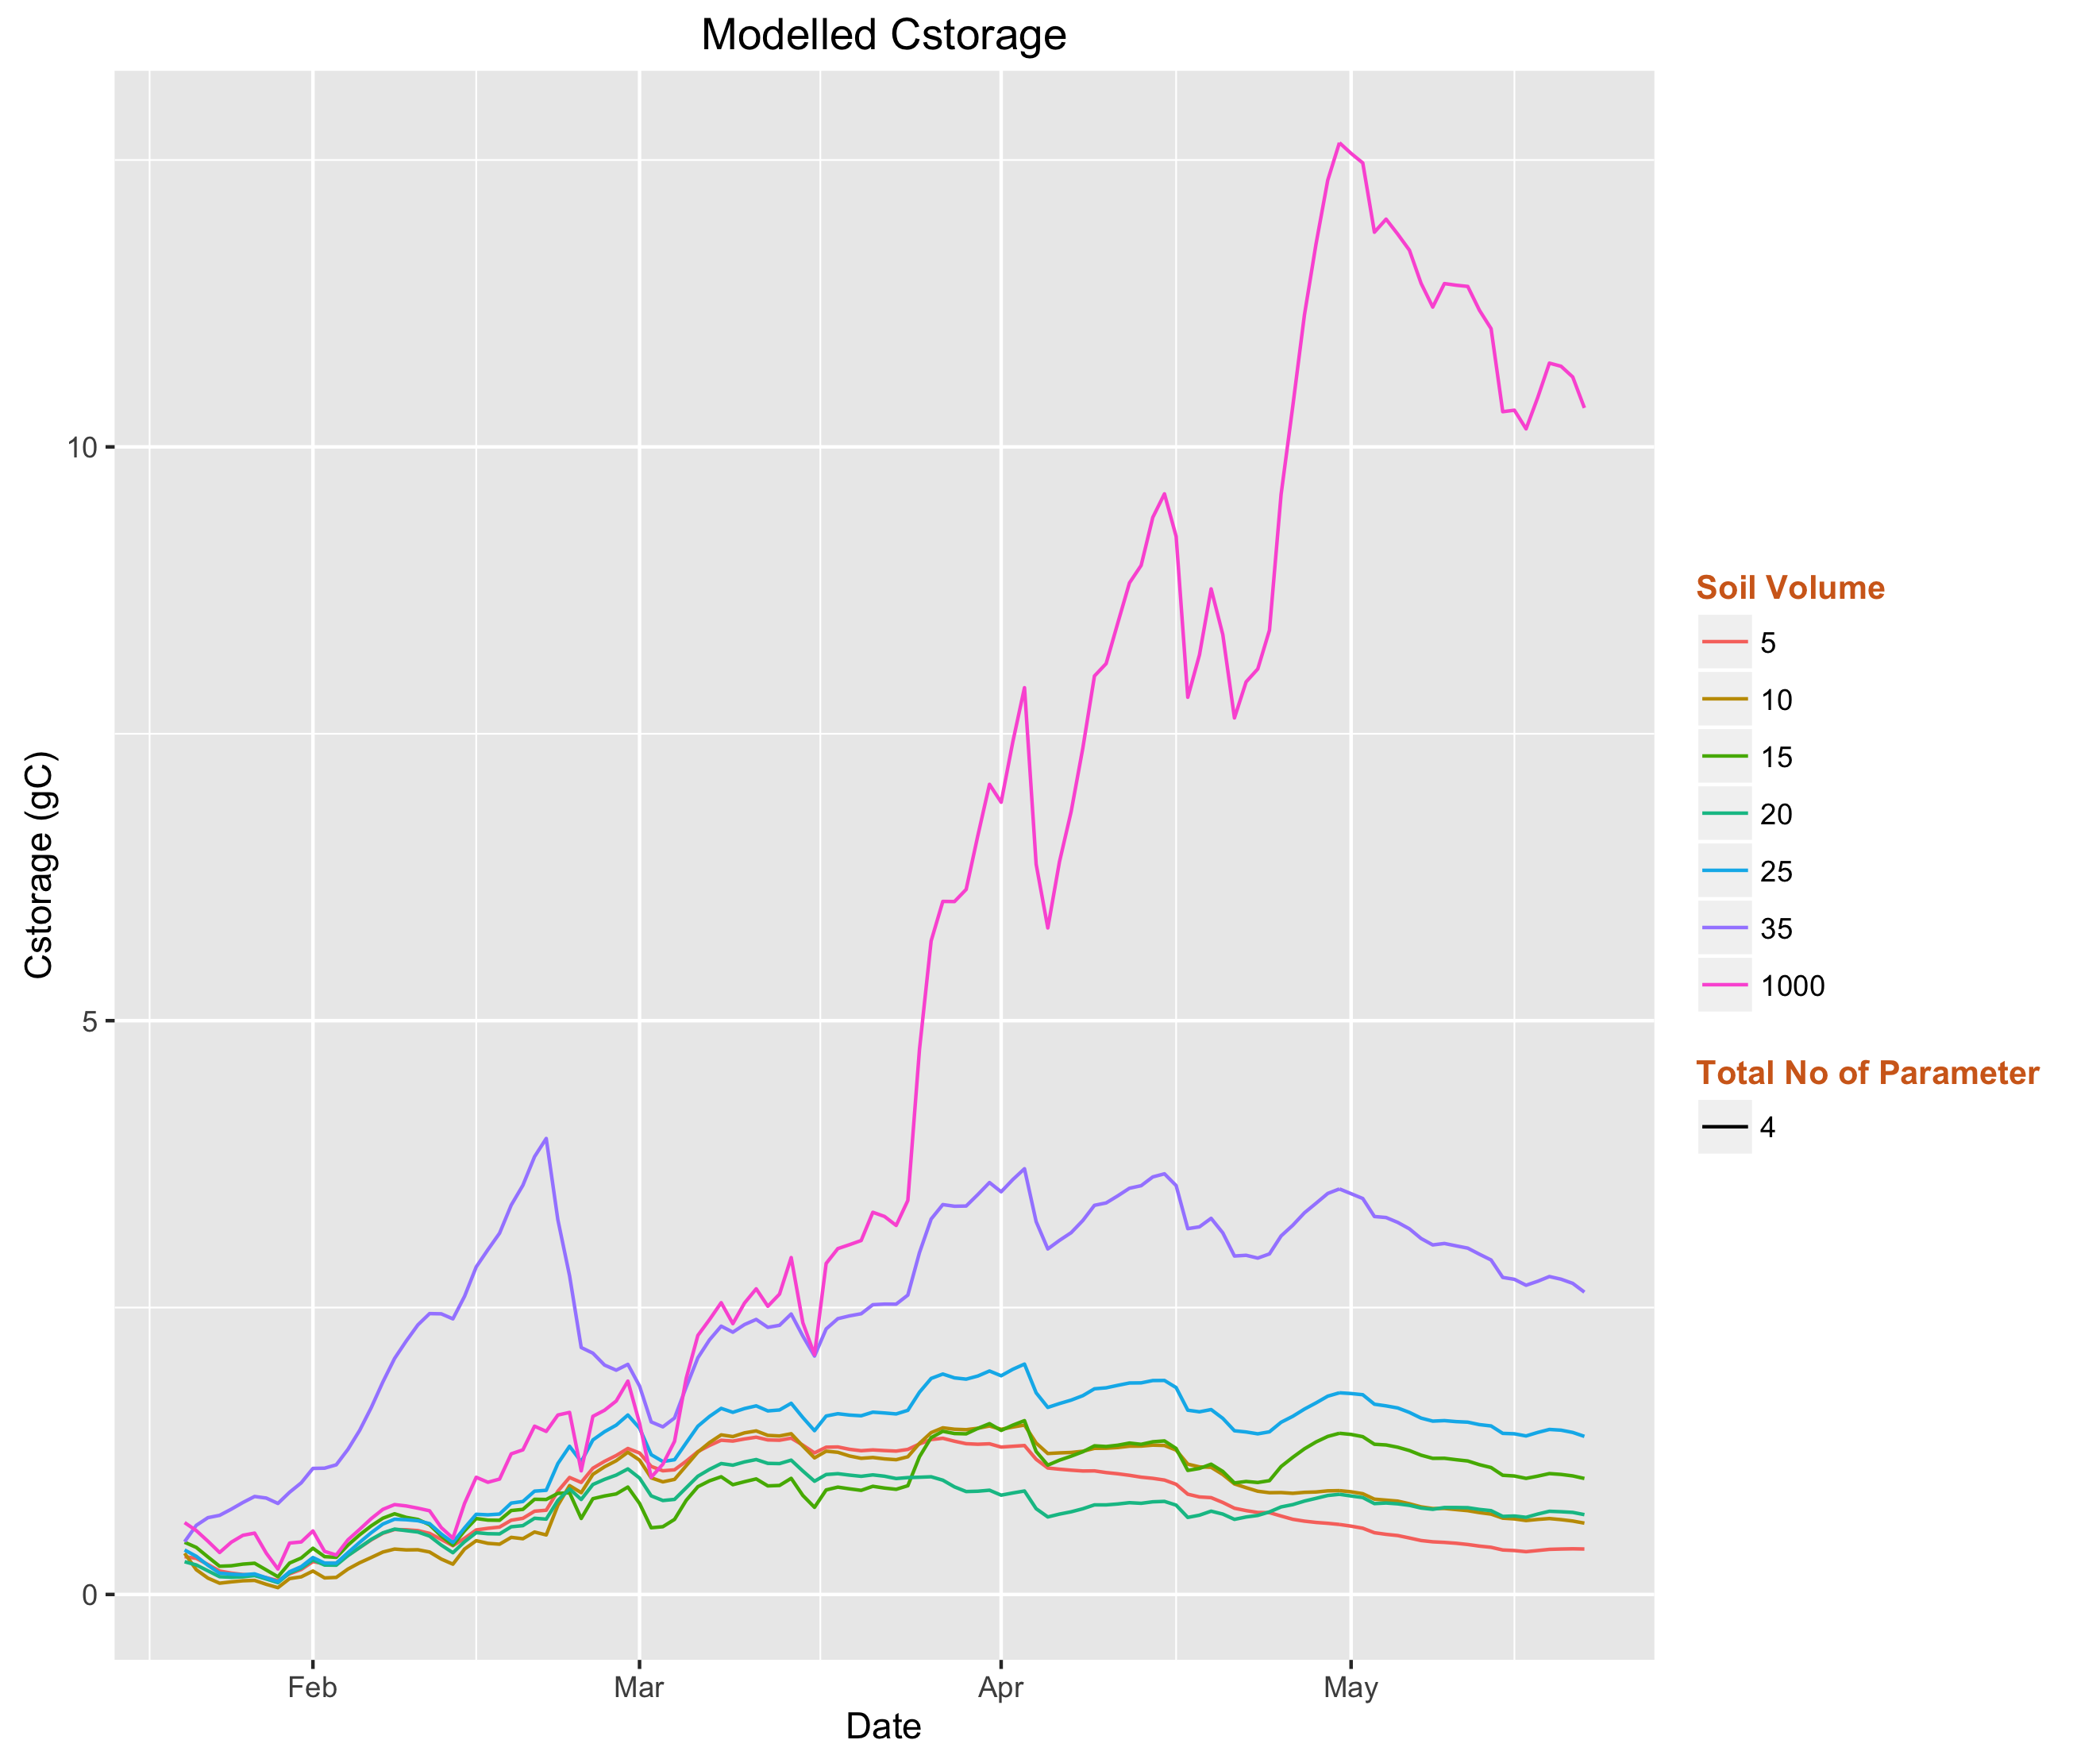 Modelled Cstorage
Cstorage (gC)
10
5
0
Feb Mar Apr May
Date
Soil Volume
5
10
15
20
25
35
1000
Total No of Parameter
4